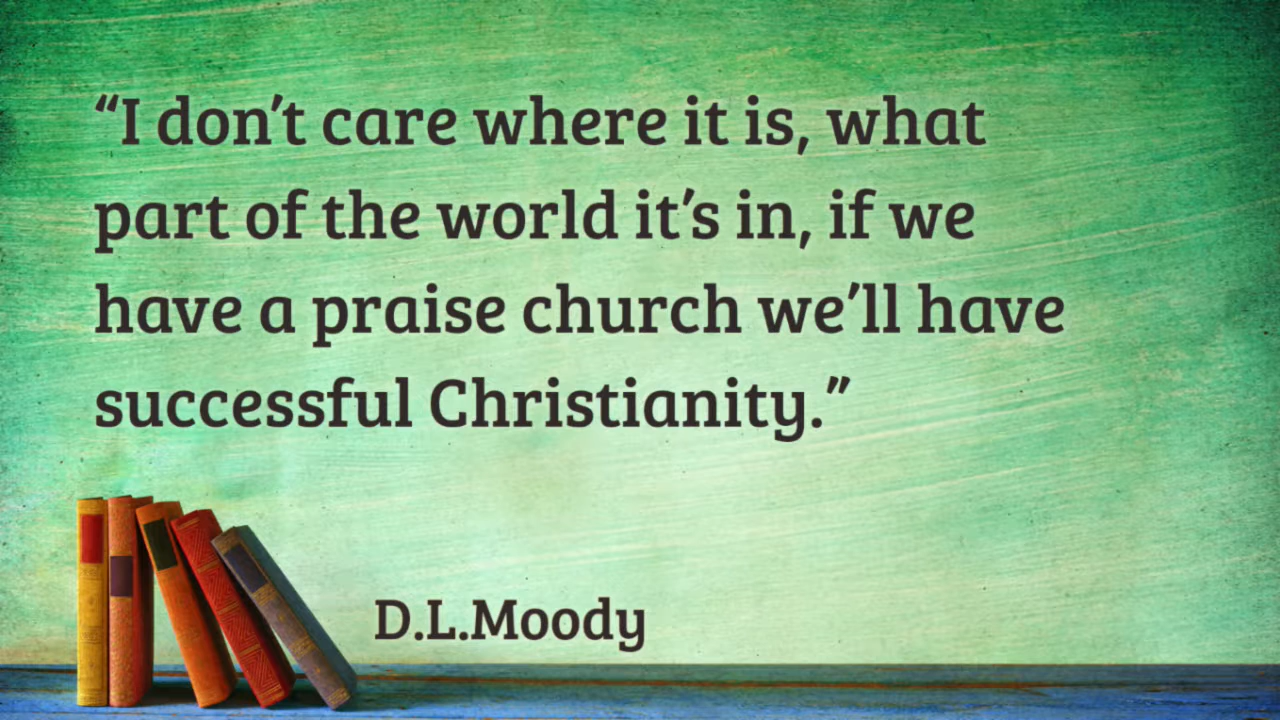 “I don’t care where it is, what
part of the world it’s in, if we
have a praise church we’ll have
successful Christianity.”
D.L.Moody